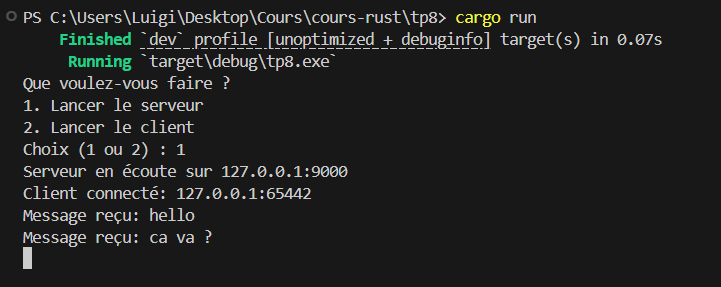 PS C:\Users\Luigi\Desktop\Cours\cours-rust\tp8> cargo run
Finished `dev` profile [unoptimized + debuginfo] target(s) in 0.07s
Running `target\debug\tp8.exe`
Que voulez-vous faire ?
1. Lancer le serveur
2. Lancer le client
Choix (1 ou 2) : 1
Serveur en écoute sur 127.0.0.1:9000
Client connecté: 127.0.0.1:65442
Message reçu: hello
Message reçu: ca va ?